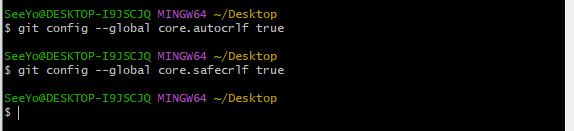 SeeYo@DESKTOP-I9JSCJQ MINGW64 ~/Desktop
$ git config --global core.autocrlf true
SeeYo@DESKTOP-I9JSCJQ MINGW64 ~/Desktop
$ git config --global core.safecrlf true
SeeYo@DESKTOP-I9JSCJQ MINGW64 ~/Desktop
$